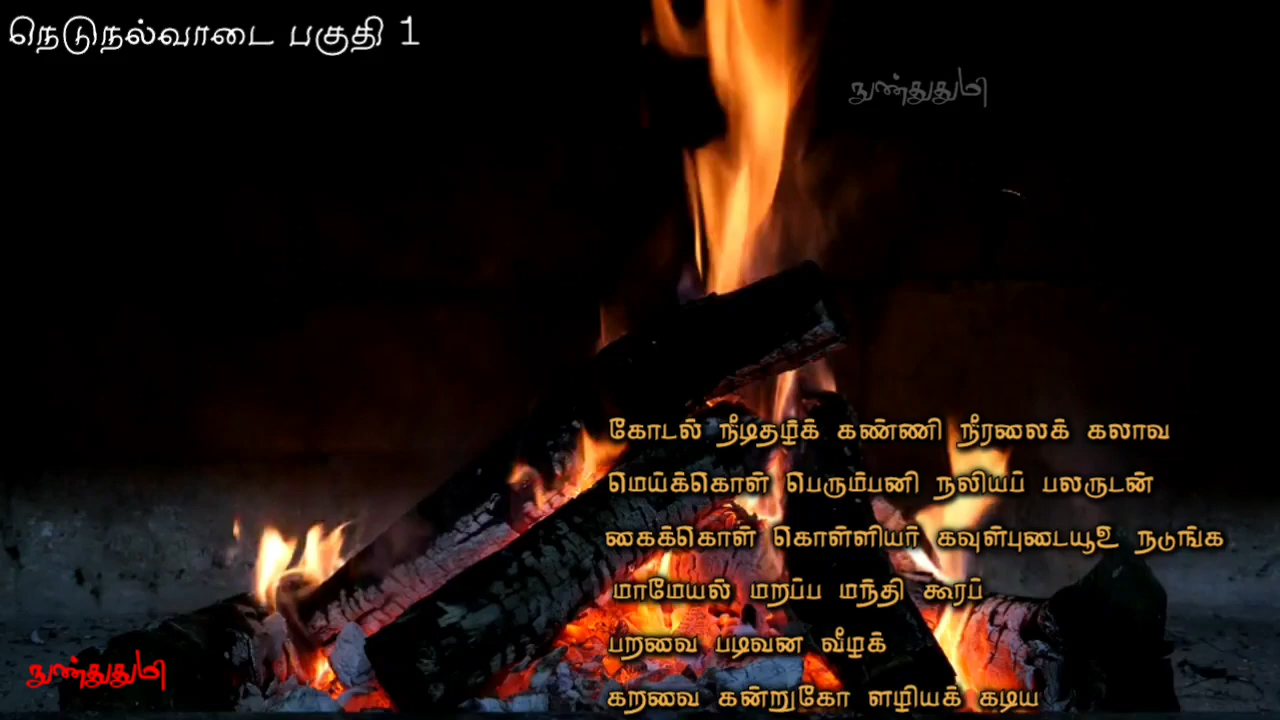 நெடுநல்வாடை பகுதி 1
நுண்துதுமி
கோடல் நீடிதழ்க் கண்ணி நீரலைக் கலாவ
மெய்க்கொள் பெரும்பனி நலியப் பலருடன்
கைக்கொள் கொள்ளியர் கவுள்புடையூஉ நடுங்க
மாமேயல் மறப்ப மந்தி கூரப்
பறவை படிவன வீழக்
கறவை கன்றுகோ ளழியக் கடிய
நுண்துதுமி